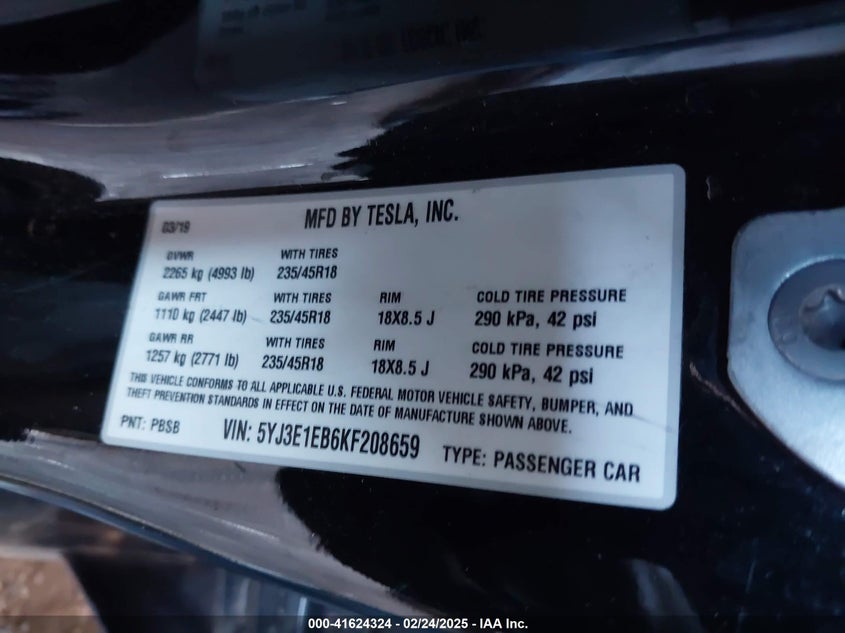 MFD BY TESLA, INC.
03/19
GVWR WITH TIRES
2265 kg (4993 lb) 235/45R18
GAWR FRT WITH TIRES RIM COLD TIRE PRESSURE
1110 kg (2447 lb) 235/45R18 18X8.5 J 290 kPa, 42 psi
GAWR RR WITH TIRES RIM COLD TIRE PRESSURE
1257 kg (2771 lb) 235/45R18 18X8.5 J 290 kPa, 42 psi
THIS VEHICLE CONFORMS TO ALL APPLICABLE U.S. FEDERAL MOTOR VEHICLE SAFETY, BUMPER, AND
THEFT PREVENTION STANDARDS IN EFFECT ON THE DATE OF MANUFACTURE SHOWN ABOVE.
PNT: PBSB VIN: 5YJ3E1EB6KF208659 TYPE: PASSENGER CAR
000-41624324 - 02/24/2025 - IAA Inc.